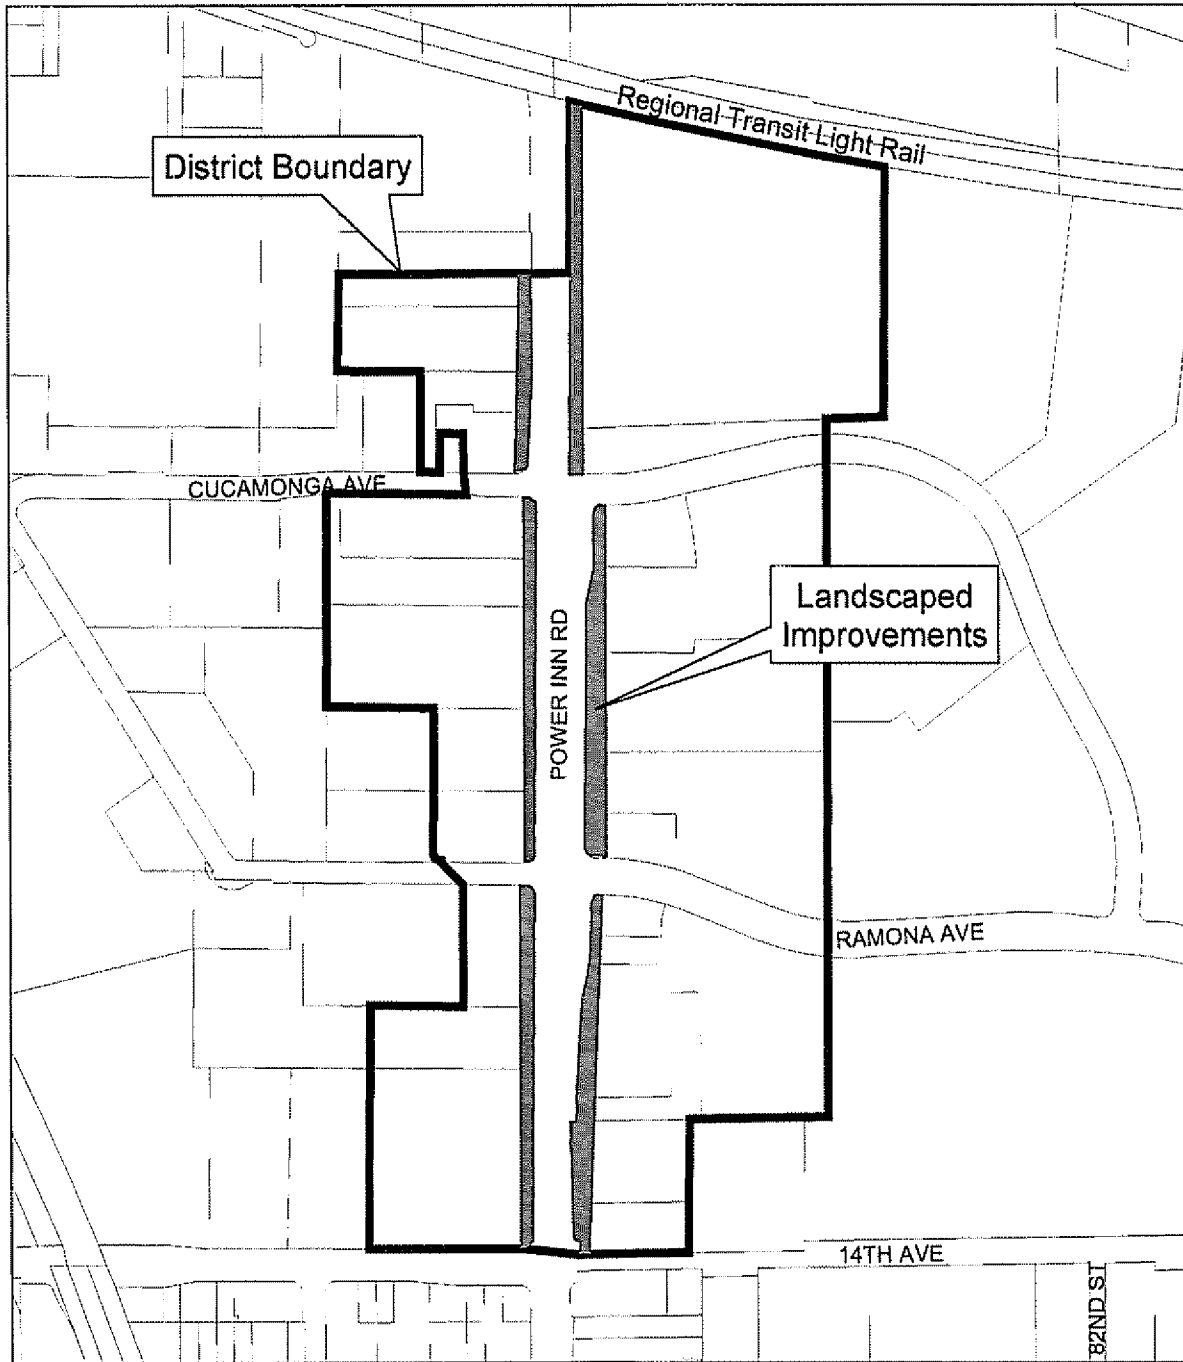 Regional Transit Light Rail
District Boundary
CUCAMONGA AVE
Landscaped
Improvements
POWER INN RD
RAMONA AVE
14TH AVE
82ND ST